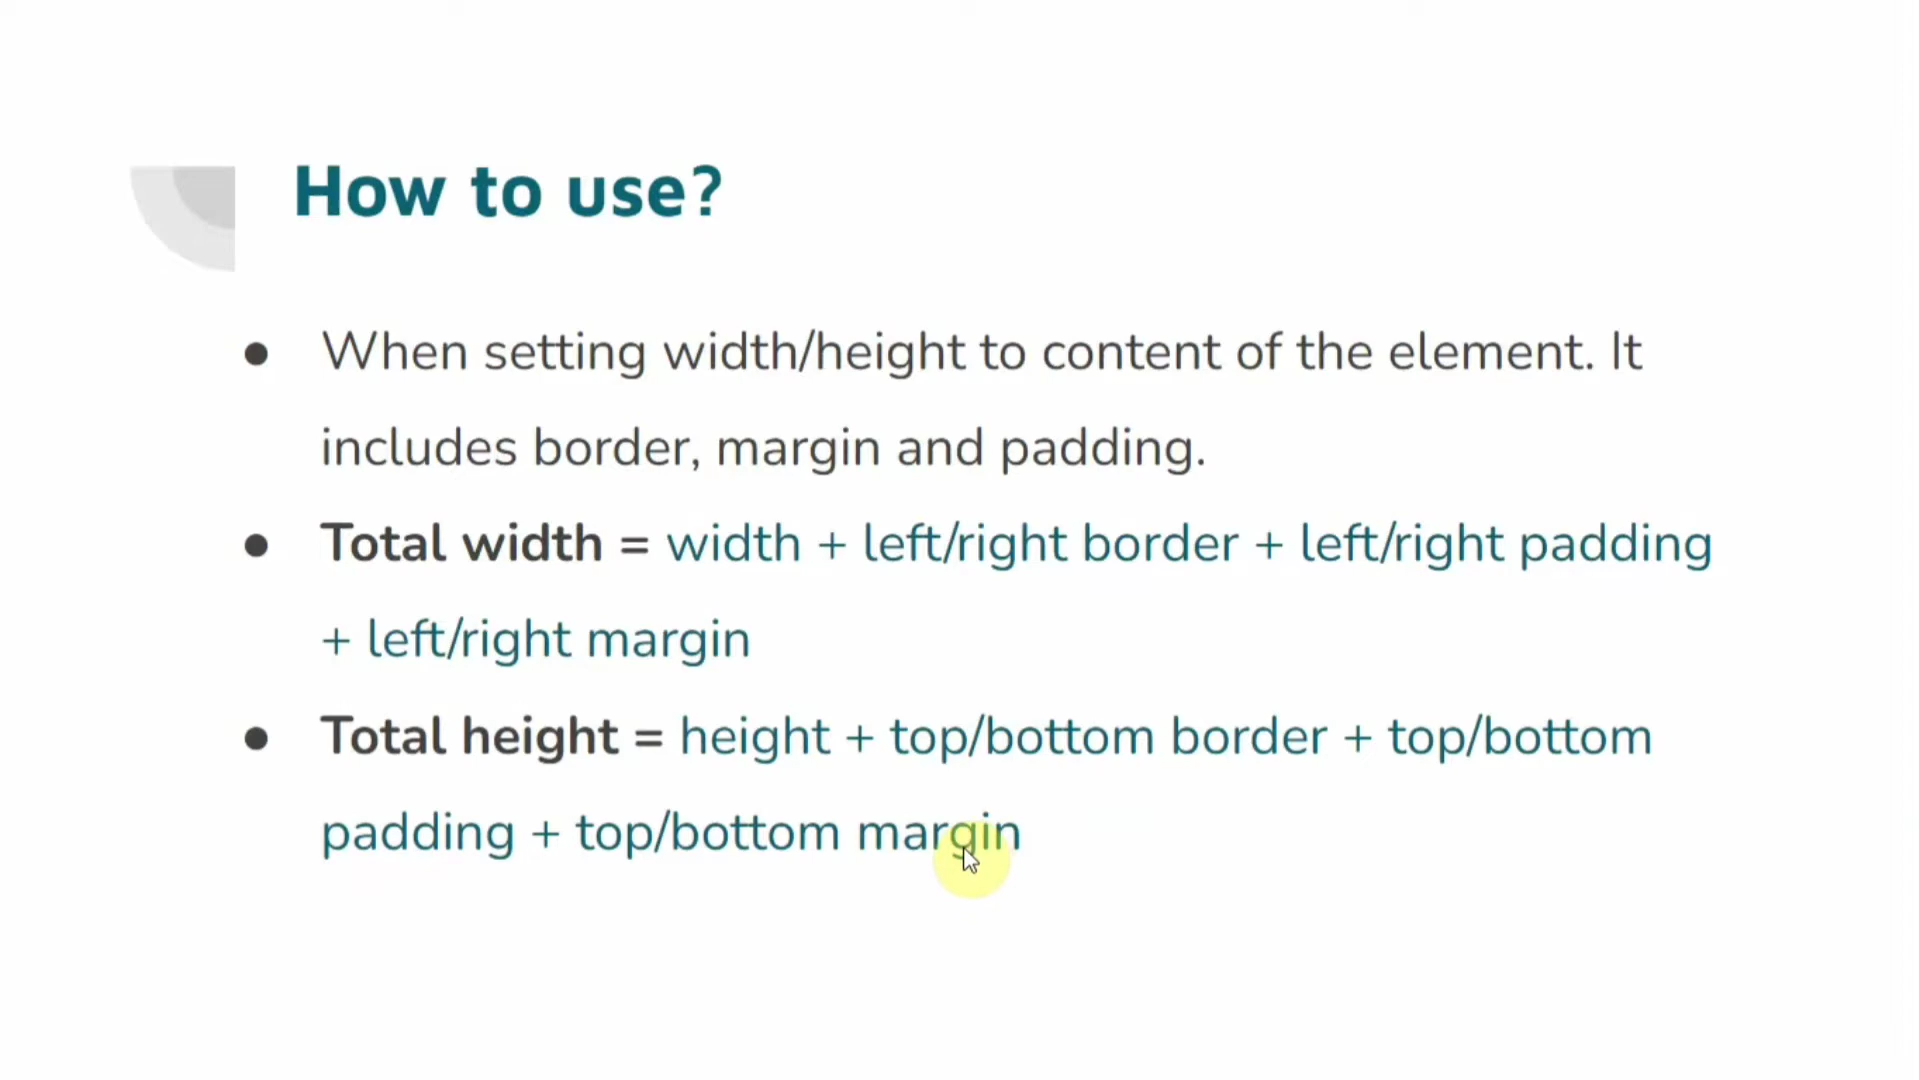 How to use?
● When setting width/height to content of the element. It
includes border, margin and padding.
● Total width = width + left/right border + left/right padding
+ left/right margin
● Total height = height + top/bottom border + top/bottom
padding + top/bottom margin